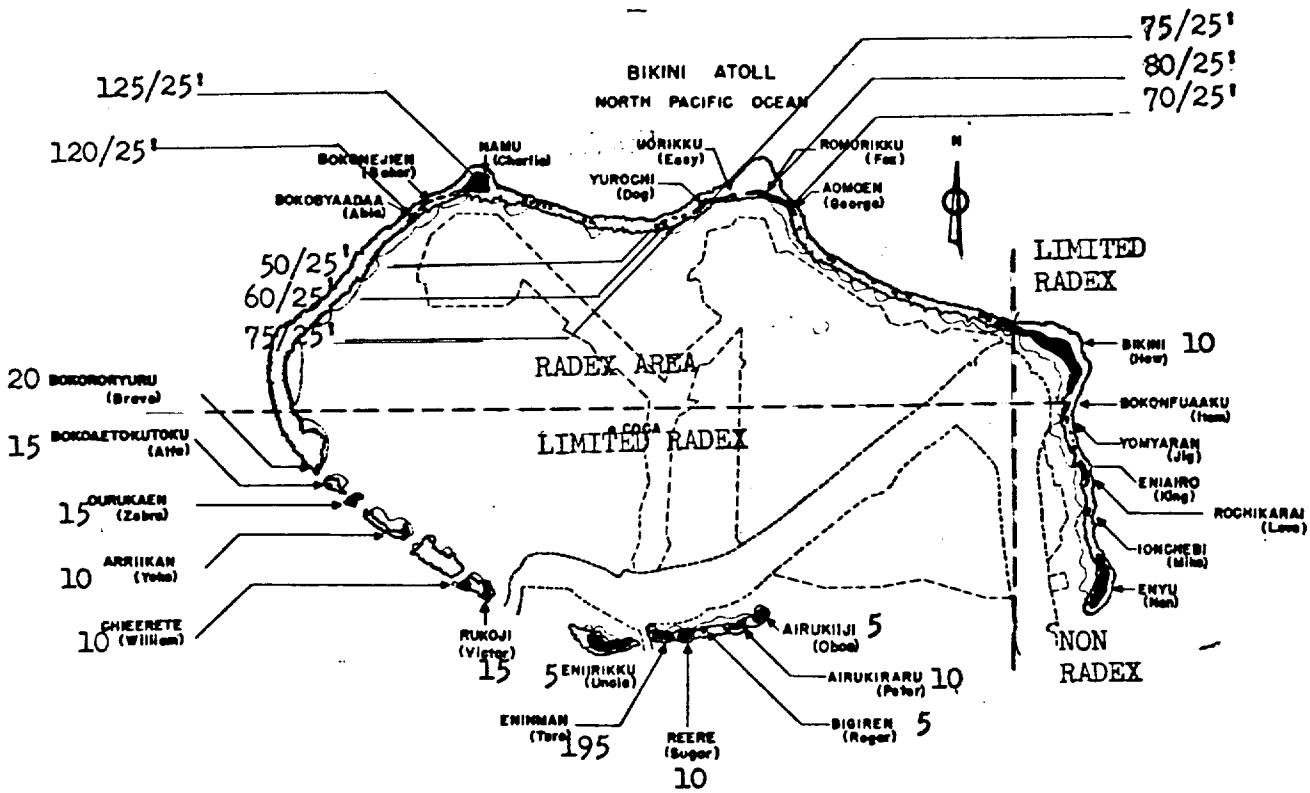 75/25'
80/25'
70/25'
BIKINI ATOLL
NORTH PACIFIC OCEAN
125/25'
120/25'
BOKONEJIEN
(Baker)
NAMU
(Charlie)
BOKOBYAADAA
(Able)
UORIKKU
(Easy)
YUROCHI
(Dog)
ROMORIKKU
(Fox)
AOMOEN
(George)
N
50/25'
60/25'
75/25'
LIMITED
RADEX
RADEX AREA
BIKINI 10
(How)
20 BOKORORYURU
(Bravo)
BOKONFUAAKU
(Item)
COCA
LIMITED RADEX
15 BOKOAETOKUTOKU
(Alfa)
YOMYARAN
(Jig)
ENIAIRO
(King)
15 OURUKAEN
(Zebra)
ROCHIKARAI
(Love)
10 ARRIIKAN
(Yoke)
IONCHEBI
(Mike)
10 CHIEERETE
(William)
ENYU
(Nan)
RUKOJI
(Victor)
15
5 ENIIRIKKU
(Uncle)
AIRUKIIJI 5
(Oboe)
NON
RADEX
AIRUKIRARU 10
(Peter)
ENINMAN
(Tare) 195
REERE
(Sugar)
10
BIGIREN 5
(Roger)